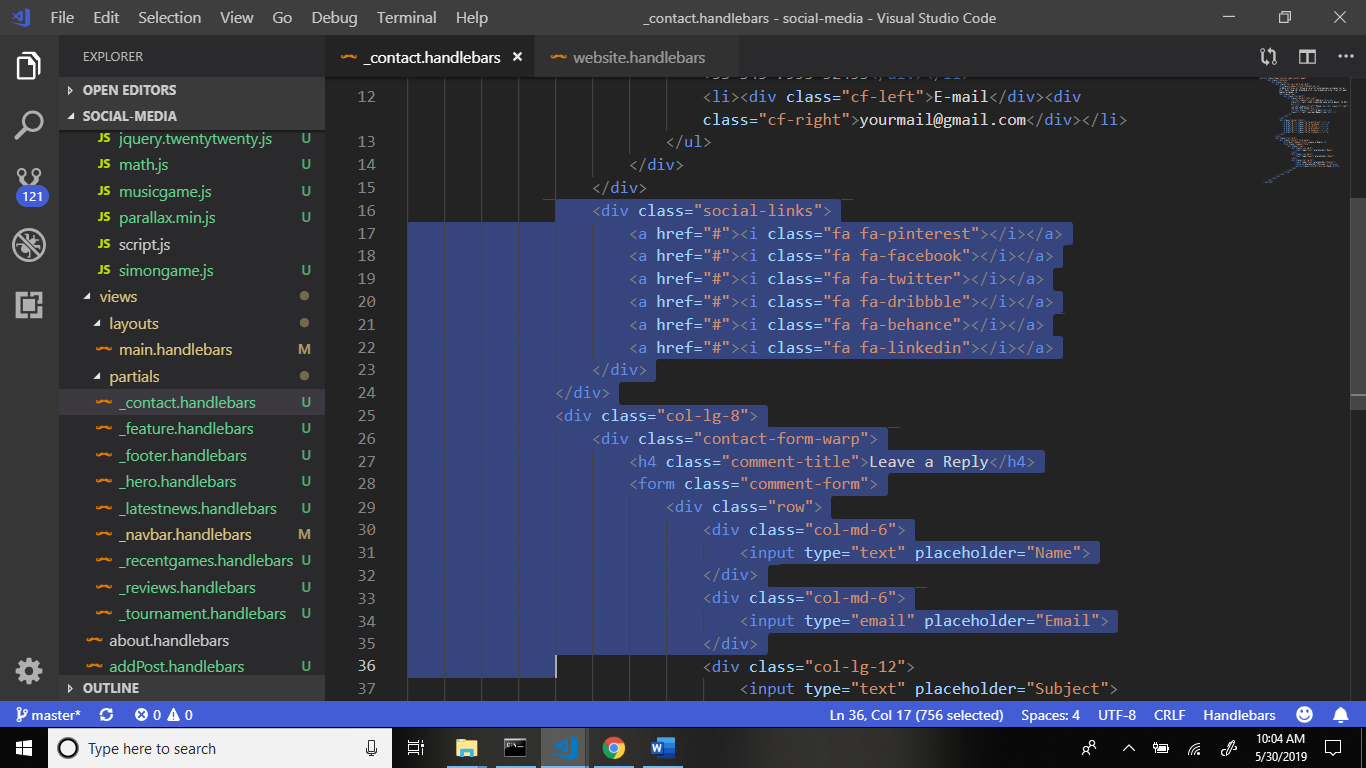 File Edit Selection View Go Debug Terminal Help
_contact.handlebars - social-media - Visual Studio Code
EXPLORER
OPEN EDITORS
SOCIAL-MEDIA
JS jquery.twentytwenty.js U
JS math.js U
JS musicgame.js U
JS parallax.min.js U
JS script.js
JS simongame.js U
views
layouts
main.handlebars M
partials
_contact.handlebars U
_feature.handlebars U
_footer.handlebars U
_hero.handlebars U
_latestnews.handlebars U
_navbar.handlebars M
_recentgames.handlebars U
_reviews.handlebars U
_tournament.handlebars U
about.handlebars
addPost.handlebars U
OUTLINE
121
_contact.handlebars website.handlebars
12 <li><div class="cf-left">E-mail</div><div
class="cf-right">yourmail@gmail.com</div></li>
13 </ul>
14 </div>
15 </div>
16 <div class="social-links">
17 <a href="#"><i class="fa fa-pinterest"></i></a>
18 <a href="#"><i class="fa fa-facebook"></i></a>
19 <a href="#"><i class="fa fa-twitter"></i></a>
20 <a href="#"><i class="fa fa-dribbble"></i></a>
21 <a href="#"><i class="fa fa-behance"></i></a>
22 <a href="#"><i class="fa fa-linkedin"></i></a>
23 </div>
24 </div>
25 <div class="col-lg-8">
26 <div class="contact-form-warp">
27 <h4 class="comment-title">Leave a Reply</h4>
28 <form class="comment-form">
29 <div class="row">
30 <div class="col-md-6">
31 <input type="text" placeholder="Name">
32 </div>
33 <div class="col-md-6">
34 <input type="email" placeholder="Email">
35 </div>
36 <div class="col-lg-12">
37 <input type="text" placeholder="Subject">
master* 0 0 Ln 36, Col 17 (756 selected) Spaces: 4 UTF-8 CRLF Handlebars
Type here to search
10:04 AM
5/30/2019